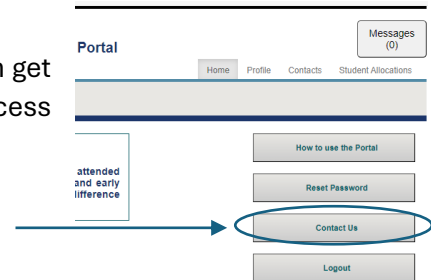 Messages
(0)
Portal
get
Home Profile Contacts Student Allocations
How to use the Portal
attended
and early
Reset Password
difference
Contact Us
Logout